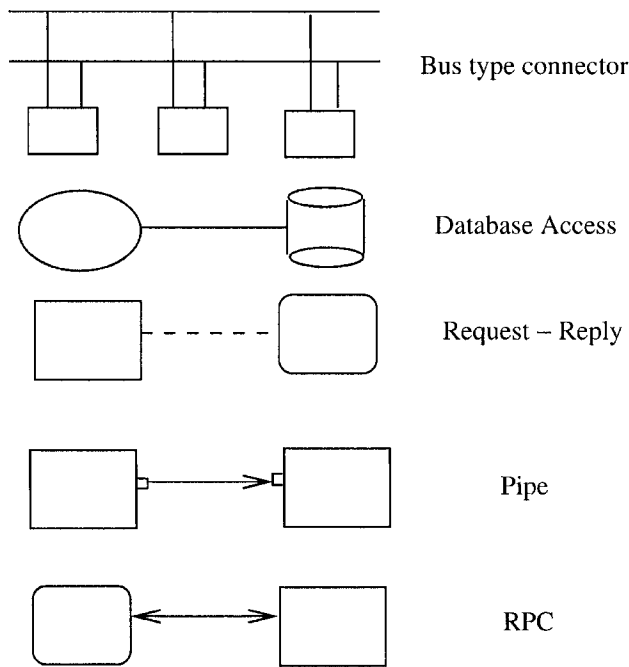 Bus type connector
Database Access
Request – Reply
Pipe
RPC